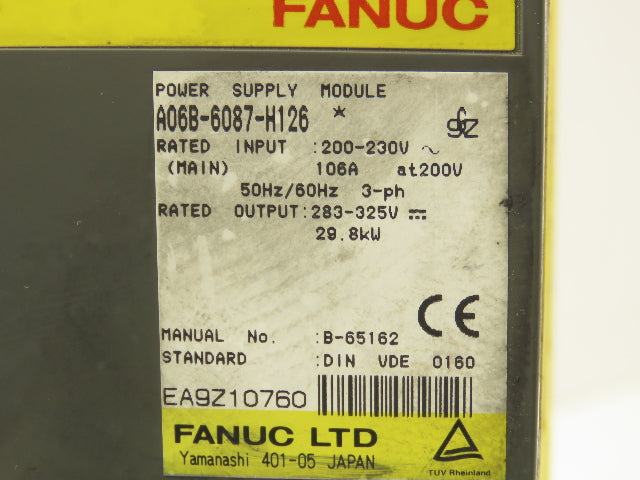 FANUC
POWER SUPPLY MODULE
A06B-6087-H126 *
RATED INPUT :200-230V ~
(MAIN) 106A at200V
50Hz/60Hz 3-ph
RATED OUTPUT:283-325V ⎓
29.8kW
CE
MANUAL No. :B-65162
STANDARD :DIN VDE 0160
EA9Z10760
FANUC LTD
Yamanashi 401-05 JAPAN
TUV Rheinland